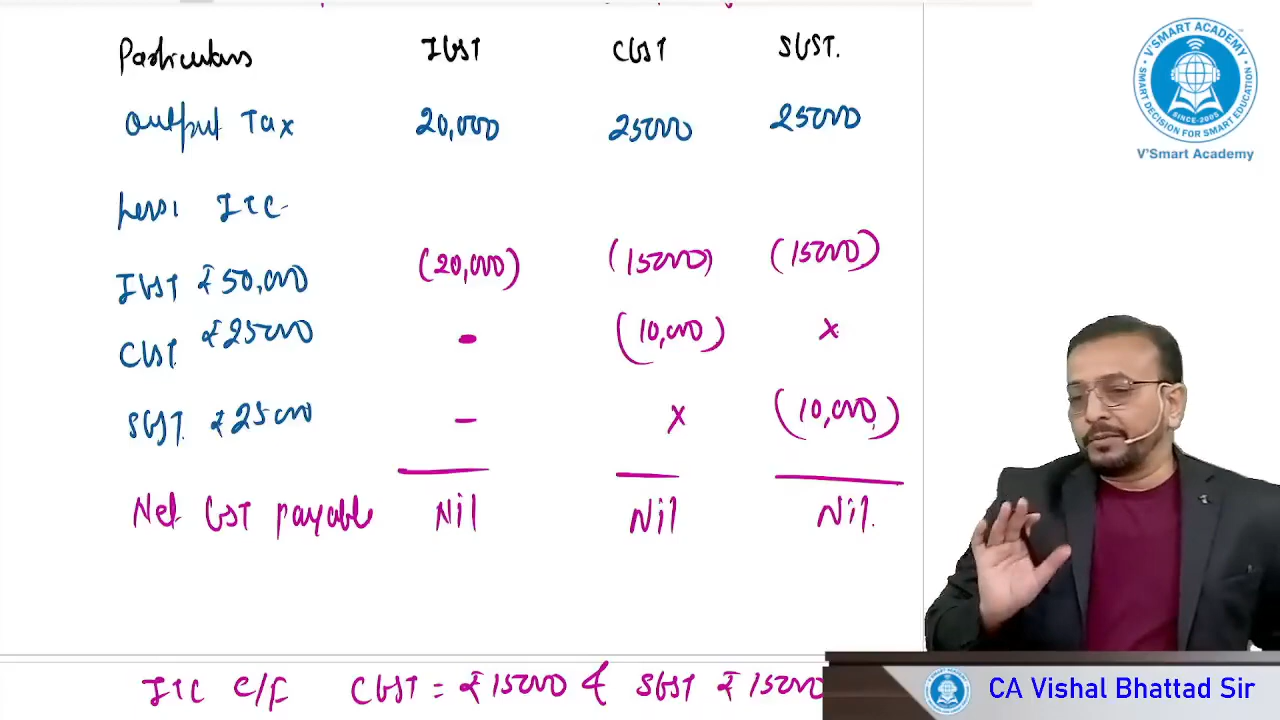 Particulars IGST CGST SGST.
Output Tax 20,000 25000 25000
Less: ITC
IGST ₹50,000 (20,000) (15000) (15000)
CGST ₹25000 - (10,000) x
SGST ₹25000 - x (10,000)
Net GST payable Nil Nil Nil.
ITC c/f CGST = ₹15000 & SGST ₹15000
V'SMART ACADEMY
SMART DECISION FOR SMART EDUCATION
SINCE-2005
V'Smart Academy
CA Vishal Bhattad Sir